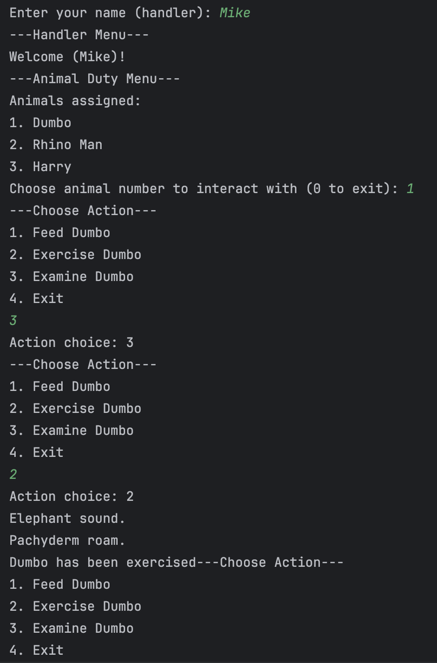 Enter your name (handler): Mike
---Handler Menu---
Welcome (Mike)!
---Animal Duty Menu---
Animals assigned:
1. Dumbo
2. Rhino Man
3. Harry
Choose animal number to interact with (0 to exit): 1
---Choose Action---
1. Feed Dumbo
2. Exercise Dumbo
3. Examine Dumbo
4. Exit
3
Action choice: 3
---Choose Action---
1. Feed Dumbo
2. Exercise Dumbo
3. Examine Dumbo
4. Exit
2
Action choice: 2
Elephant sound.
Pachyderm roam.
Dumbo has been exercised---Choose Action---
1. Feed Dumbo
2. Exercise Dumbo
3. Examine Dumbo
4. Exit